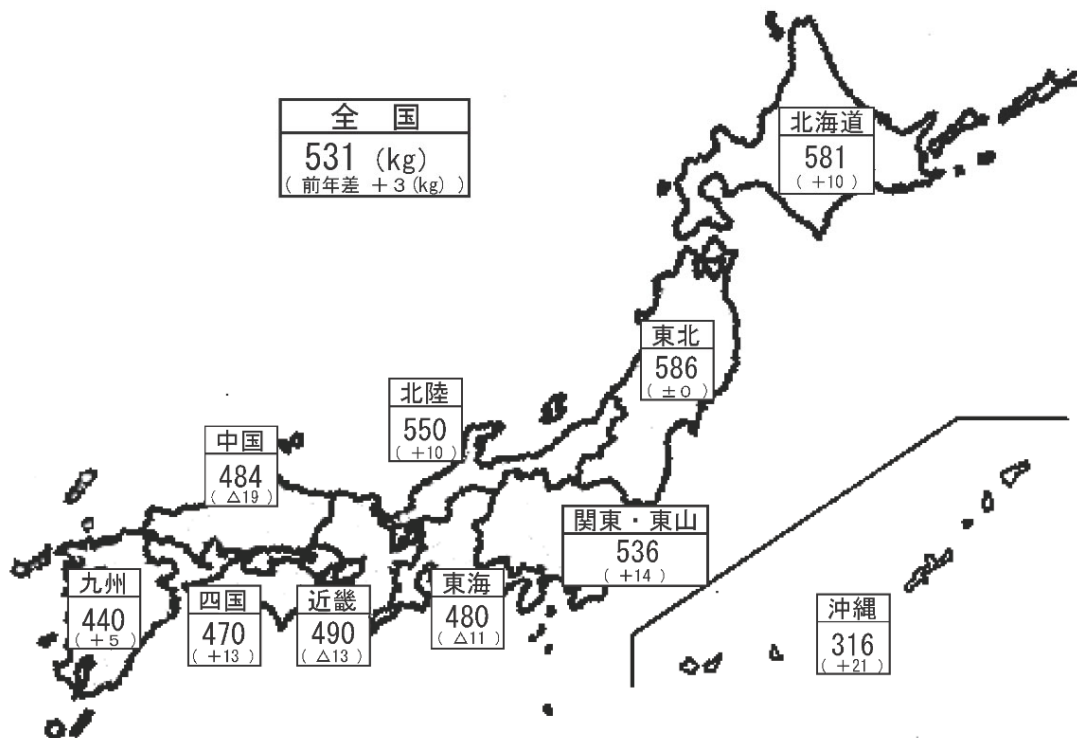 全 国
531 (kg)
( 前年差 +3(kg) )
北海道
581
( +10 )
東北
586
( ±0 )
北陸
550
( +10 )
中国
484
( △19 )
関東・東山
536
( +14 )
九州
440
( +5 )
四国
470
( +13 )
近畿
490
( △13 )
東海
480
( △11 )
沖縄
316
( +21 )